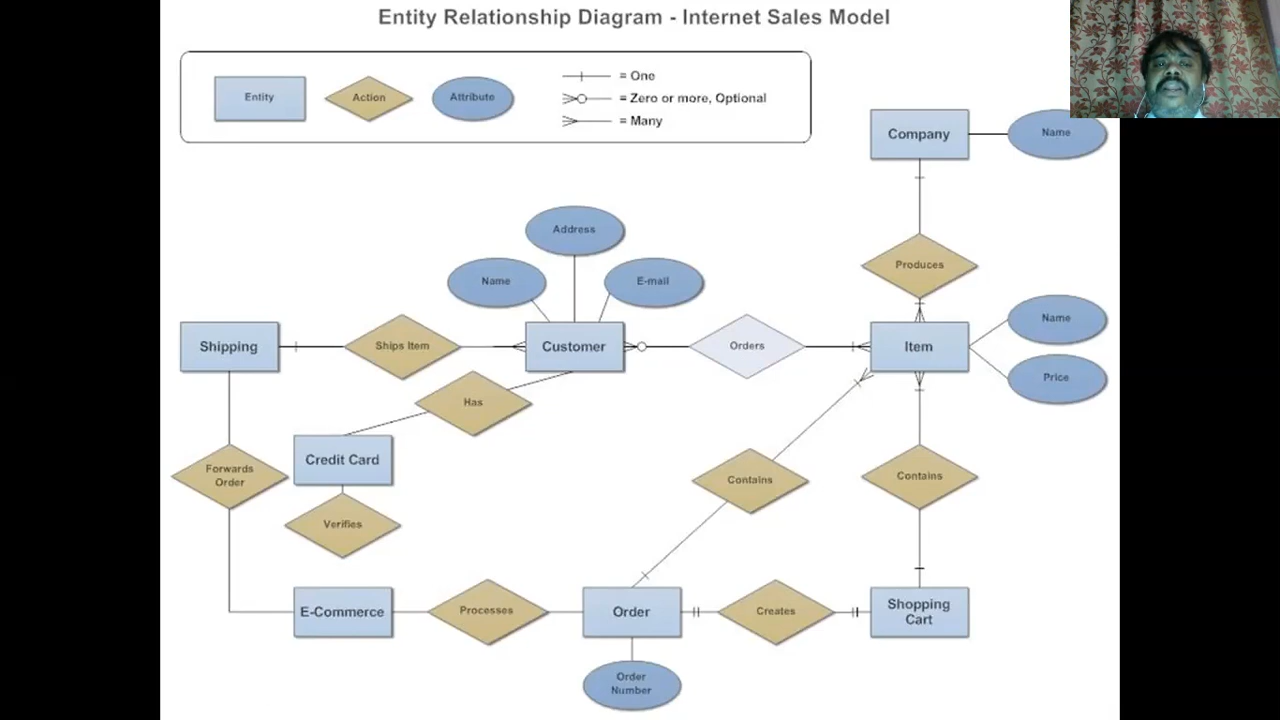 Entity Relationship Diagram - Internet Sales Model
Entity
Action
Attribute
= One
= Zero or more, Optional
= Many
Company
Name
Produces
Address
Name
E-mail
Shipping
Ships Item
Customer
Orders
Item
Name
Price
Has
Credit Card
Forwards
Order
Verifies
Contains
Contains
E-Commerce
Processes
Order
Creates
Shopping
Cart
Order
Number